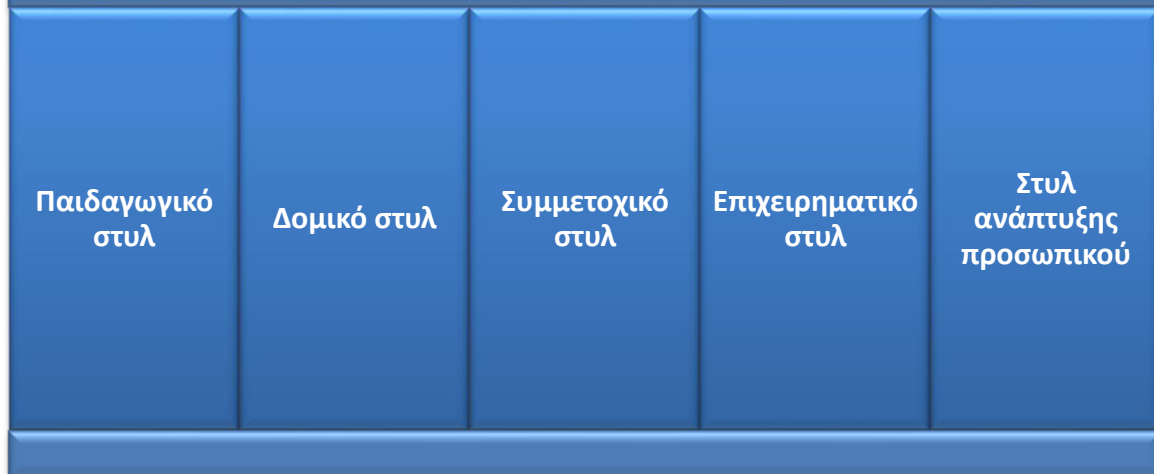 Παιδαγωγικό
στυλ
Δομικό στυλ
Συμμετοχικό
στυλ
Επιχειρηματικό
στυλ
Στυλ
ανάπτυξης
προσωπικού